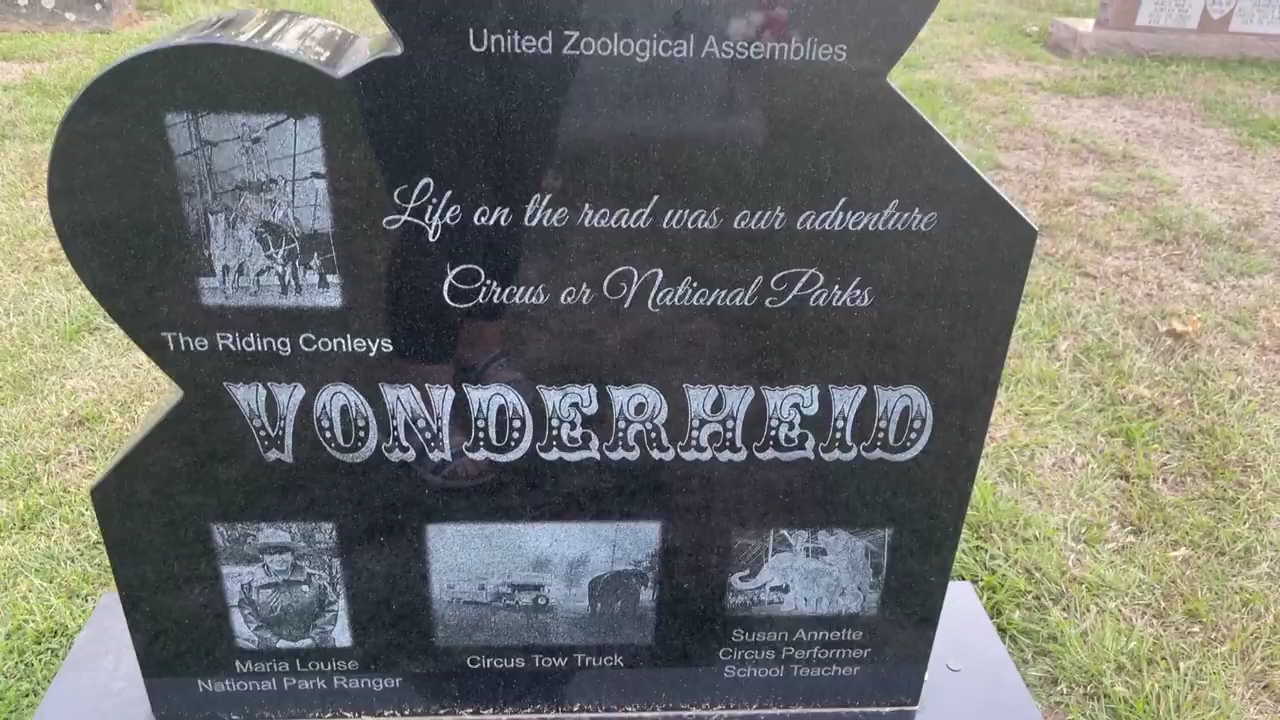 United Zoological Assemblies
Life on the road was our adventure
Circus or National Parks
The Riding Conleys
VONDERHEID
Maria Louise
National Park Ranger
Circus Tow Truck
Susan Annette
Circus Performer
School Teacher